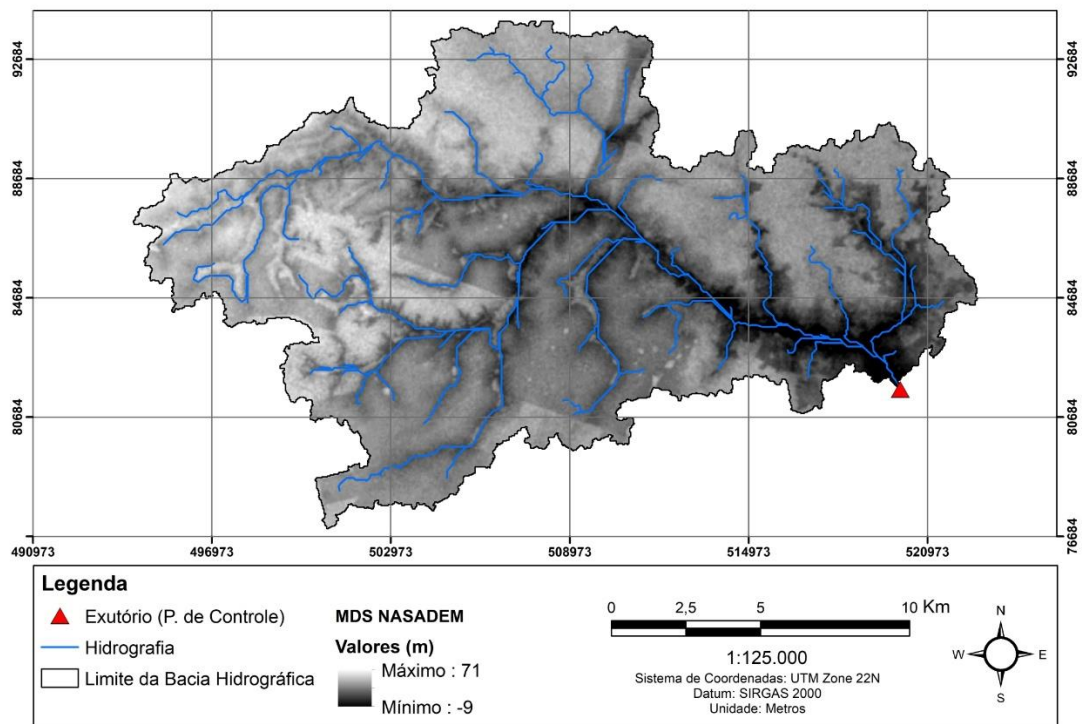 92684
92684
88684
88684
84684
84684
80684
80684
76684
490973
496973
502973
508973
514973
520973
Legenda
Exutório (P. de Controle)
Hidrografia
Limite da Bacia Hidrográfica
MDS NASADEM
Valores (m)
Máximo : 71
Mínimo : -9
0 2,5 5 10 Km
1:125.000
Sistema de Coordenadas: UTM Zone 22N
Datum: SIRGAS 2000
Unidade: Metros
N
W E
S